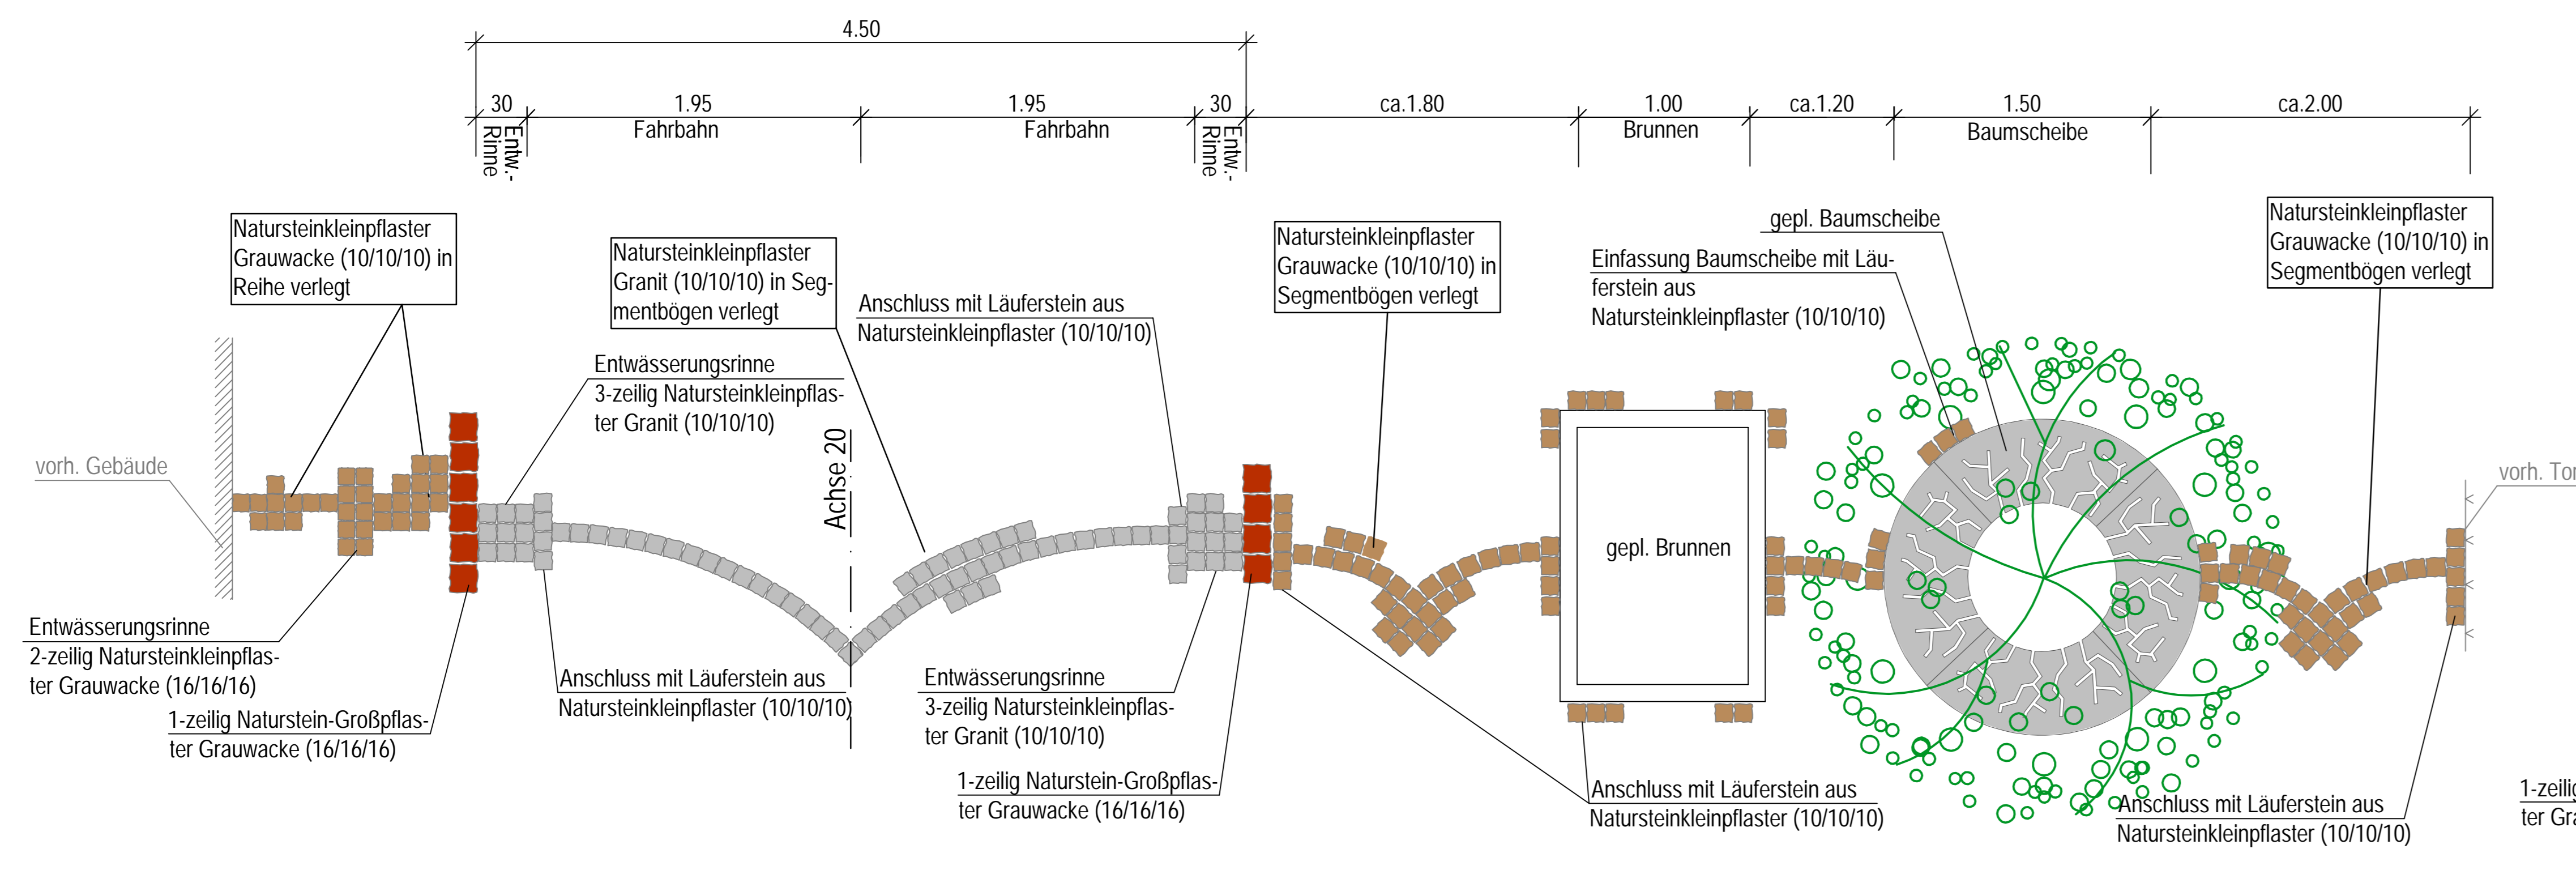 4.50
30
1.95
1.95
30
ca.1.80
1.00
ca.1.20
1.50
ca.2.00
Entw.-
Rinne
Fahrbahn
Fahrbahn
Entw.-
Rinne
Brunnen
Baumscheibe
Natursteinkleinpflaster
Grauwacke (10/10/10) in
Reihe verlegt
Natursteinkleinpflaster
Granit (10/10/10) in Seg-
mentbögen verlegt
Anschluss mit Läuferstein aus
Natursteinkleinpflaster (10/10/10)
Natursteinkleinpflaster
Grauwacke (10/10/10) in
Segmentbögen verlegt
gepl. Baumscheibe
Einfassung Baumscheibe mit Läu-
ferstein aus
Natursteinkleinpflaster (10/10/10)
Natursteinkleinpflaster
Grauwacke (10/10/10) in
Segmentbögen verlegt
Entwässerungsrinne
3-zeilig Natursteinkleinpflas-
ter Granit (10/10/10)
Achse 20
vorh. Gebäude
gepl. Brunnen
vorh. Tor
Entwässerungsrinne
2-zeilig Natursteinkleinpflas-
ter Grauwacke (16/16/16)
1-zeilig Naturstein-Großpflas-
ter Grauwacke (16/16/16)
Anschluss mit Läuferstein aus
Natursteinkleinpflaster (10/10/10)
Entwässerungsrinne
3-zeilig Natursteinkleinpflas-
ter Granit (10/10/10)
1-zeilig Naturstein-Großpflas-
ter Grauwacke (16/16/16)
Anschluss mit Läuferstein aus
Natursteinkleinpflaster (10/10/10)
Anschluss mit Läuferstein aus
Natursteinkleinpflaster (10/10/10)
1-zeilig
ter Gra